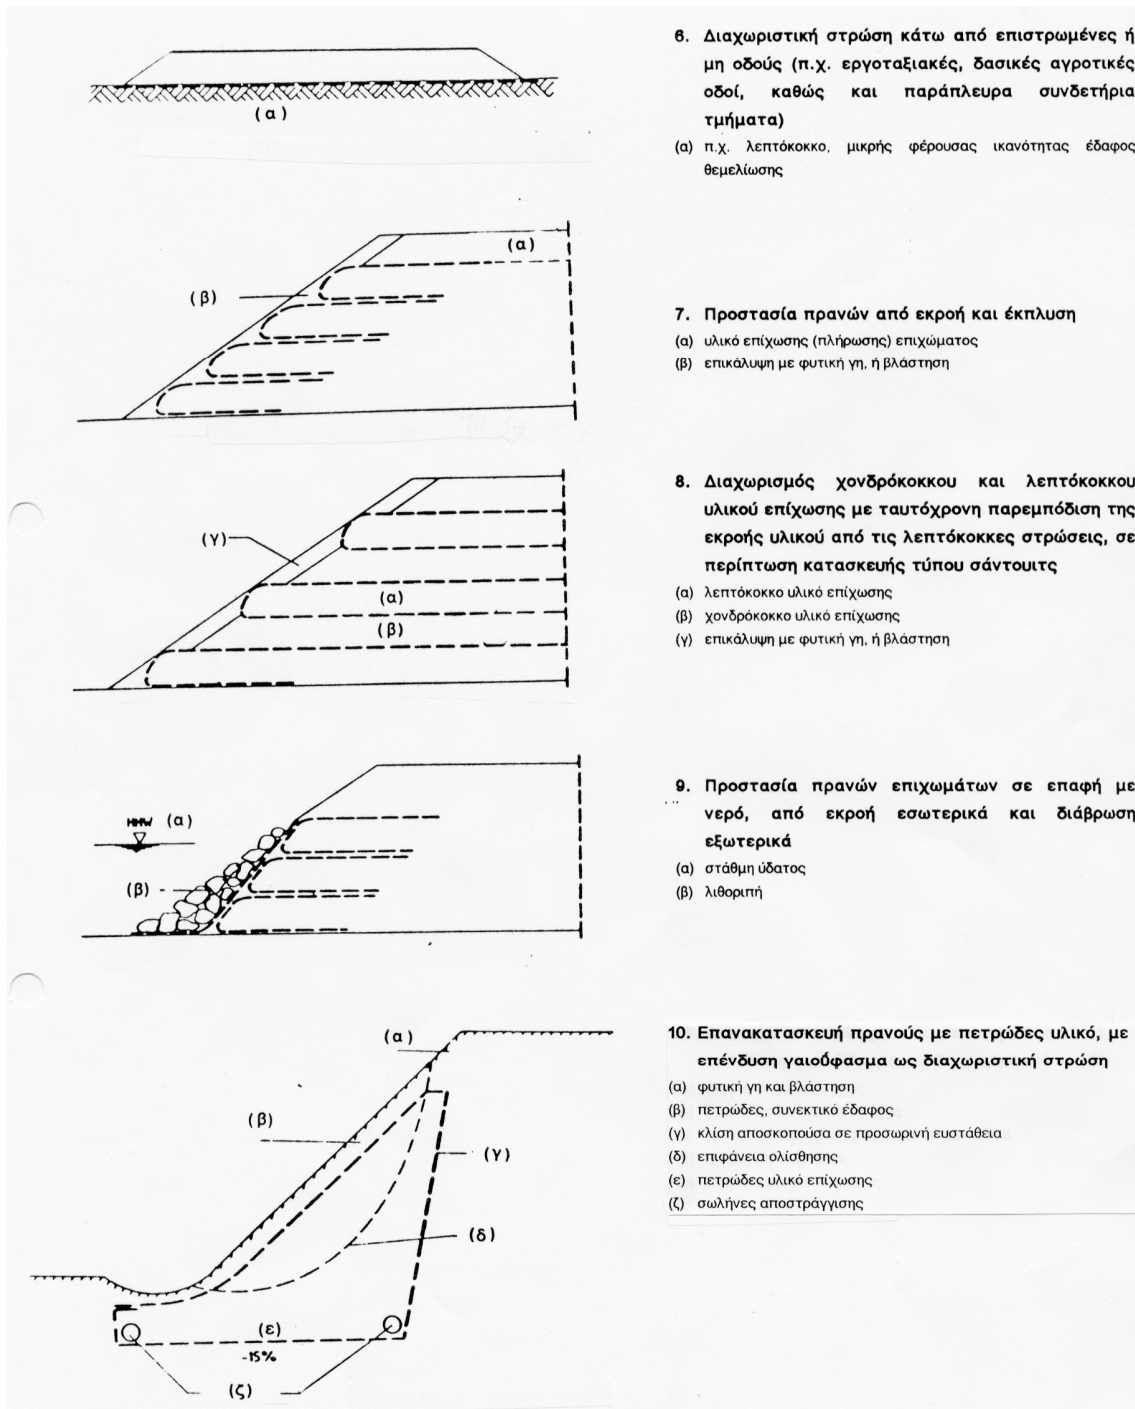 6. Διαχωριστική στρώση κάτω από επιστρωμένες ή
μη οδούς (π.χ. εργοταξιακές, δασικές αγροτικές
οδοί, καθώς και παράπλευρα συνδετήρια
τμήματα)
(α) π.χ. λεπτόκοκκο, μικρής φέρουσας ικανότητας έδαφος
θεμελίωσης
(α)
(α)
(β)
7. Προστασία πρανών από εκροή και έκπλυση
(α) υλικό επίχωσης (πλήρωσης) επιχώματος
(β) επικάλυψη με φυτική γη, ή βλάστηση
(γ)
(α)
(β)
8. Διαχωρισμός χονδρόκοκκου και λεπτόκοκκου
υλικού επίχωσης με ταυτόχρονη παρεμπόδιση της
εκροής υλικού από τις λεπτόκοκκες στρώσεις, σε
περίπτωση κατασκευής τύπου σάντουιτς
(α) λεπτόκοκκο υλικό επίχωσης
(β) χονδρόκοκκο υλικό επίχωσης
(γ) επικάλυψη με φυτική γη, ή βλάστηση
HMW (α)
(β)
9. Προστασία πρανών επιχωμάτων σε επαφή με
νερό, από εκροή εσωτερικά και διάβρωση
εξωτερικά
(α) στάθμη ύδατος
(β) λιθοριπή
(α)
(β)
(γ)
(δ)
(ε)
-15%
(ζ)
10. Επανακατασκευή πρανούς με πετρώδες υλικό, με
επένδυση γαιοΰφασμα ως διαχωριστική στρώση
(α) φυτική γη και βλάστηση
(β) πετρώδες, συνεκτικό έδαφος
(γ) κλίση αποσκοπούσα σε προσωρινή ευστάθεια
(δ) επιφάνεια ολίσθησης
(ε) πετρώδες υλικό επίχωσης
(ζ) σωλήνες αποστράγγισης